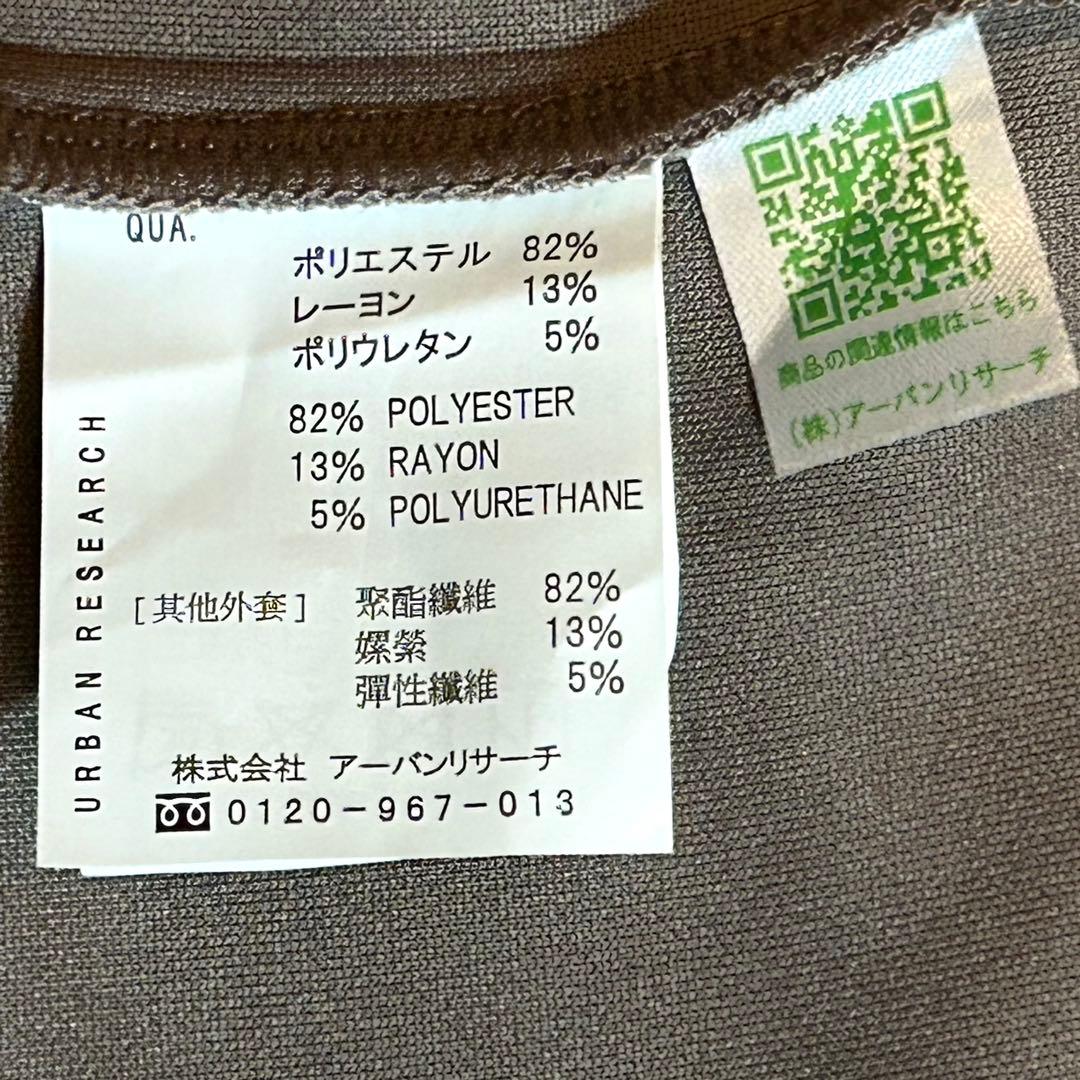 QUA.
ポリエステル 82%
レーヨン 13%
ポリウレタン 5%
82% POLYESTER
13% RAYON
5% POLYURETHANE
[其他外套] 聚酯纖維 82%
嫘縈 13%
彈性纖維 5%
株式会社 アーバンリサーチ
0120-967-013
URBAN RESEARCH
商品の関連情報はこちら
(株)アーバンリサーチ